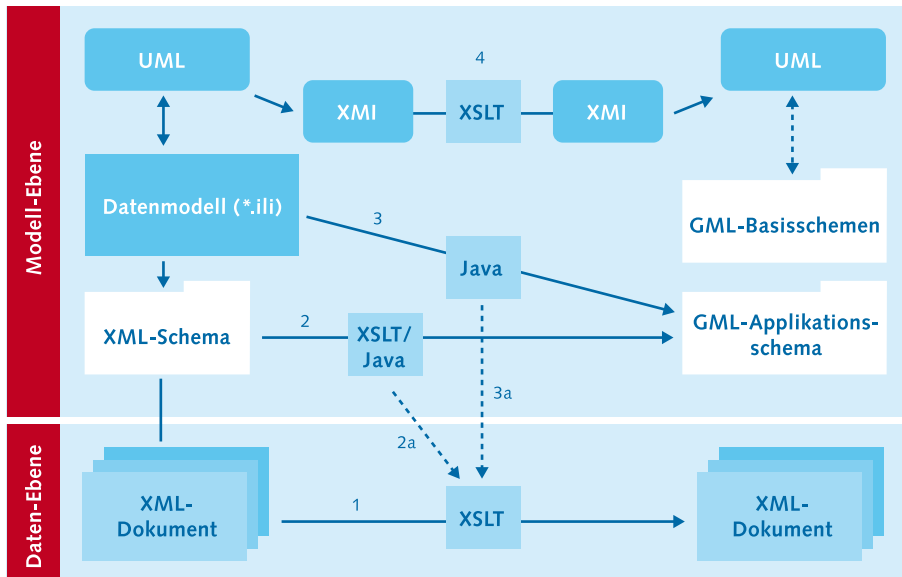 Modell-Ebene
UML
4
UML
XMI
XSLT
XMI
Datenmodell (*.ili)
3
GML-Basisschemen
Java
XML-Schema
2
XSLT/
Java
GML-Applikations-
schema
3a
2a
Daten-Ebene
XML-
Dokument
1
XSLT
XML-
Dokument